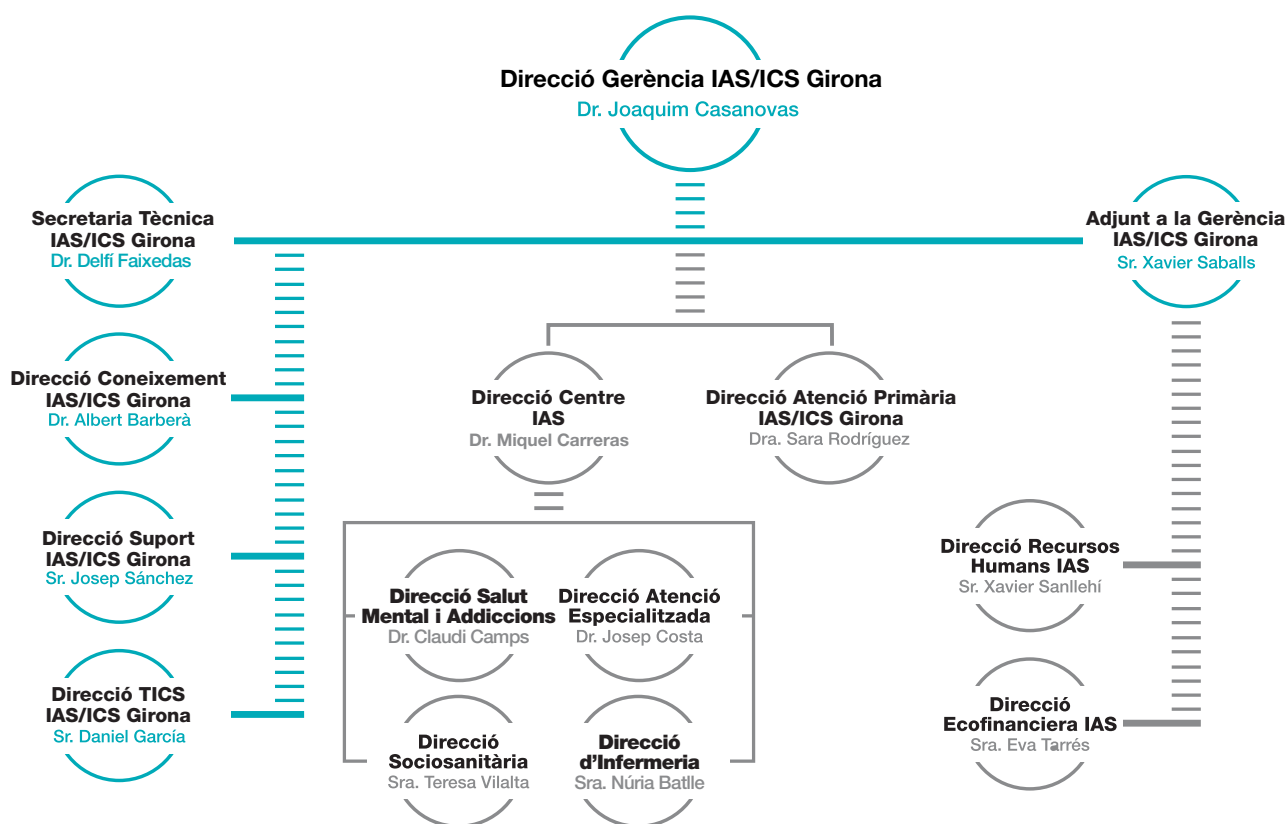 Direcció Gerència IAS/ICS Girona
Dr. Joaquim Casanovas
Secretaria Tècnica
IAS/ICS Girona
Dr. Delfí Faixedas
Adjunt a la Gerència
IAS/ICS Girona
Sr. Xavier Saballs
Direcció Coneixement
IAS/ICS Girona
Dr. Albert Barberà
Direcció Centre
IAS
Dr. Miquel Carreras
Direcció Atenció Primària
IAS/ICS Girona
Dra. Sara Rodríguez
Direcció Suport
IAS/ICS Girona
Sr. Josep Sánchez
Direcció Recursos
Humans IAS
Sr. Xavier Sanllehí
Direcció Salut
Mental i Addiccions
Dr. Claudi Camps
Direcció Atenció
Especialitzada
Dr. Josep Costa
Direcció TICS
IAS/ICS Girona
Sr. Daniel García
Direcció
Sociosanitària
Sra. Teresa Vilalta
Direcció
d'Infermeria
Sra. Núria Batlle
Direcció
Ecofinanciera IAS
Sra. Eva Tarrés